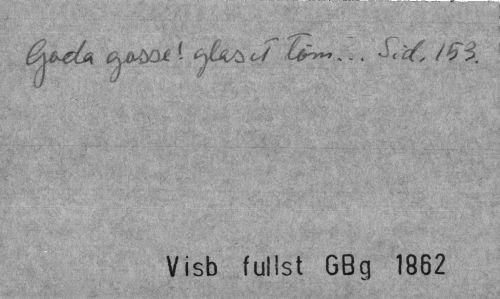 Goda gosse! glaset töm... Sid. 153.
Visb fullst GBg 1862